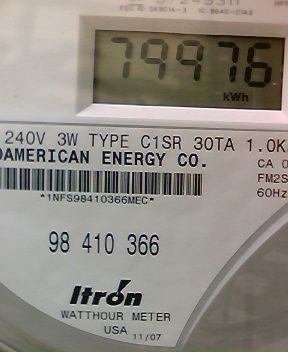 79976
kWh
240V 3W TYPE C1SR 30TA 1.0K
DAMERICAN ENERGY CO.
CA 0
FM2S
*1NFS98410366MEC*
60Hz
98 410 366
Itron
WATTHOUR METER
USA 11/07